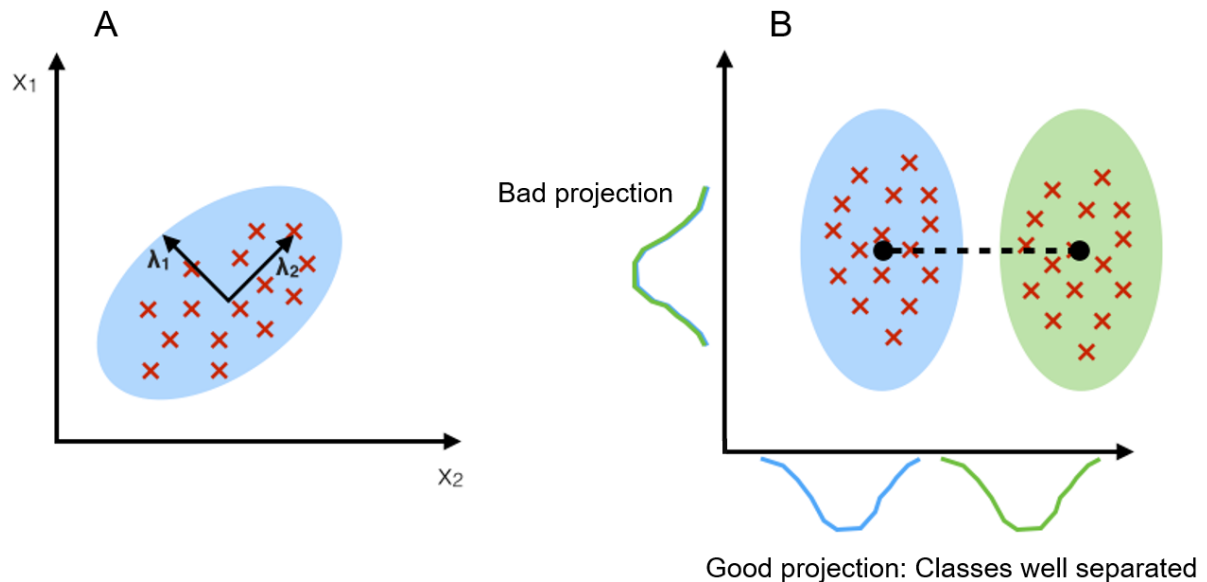 A
B
X1
λ1
λ2
X2
Bad projection
Good projection: Classes well separated